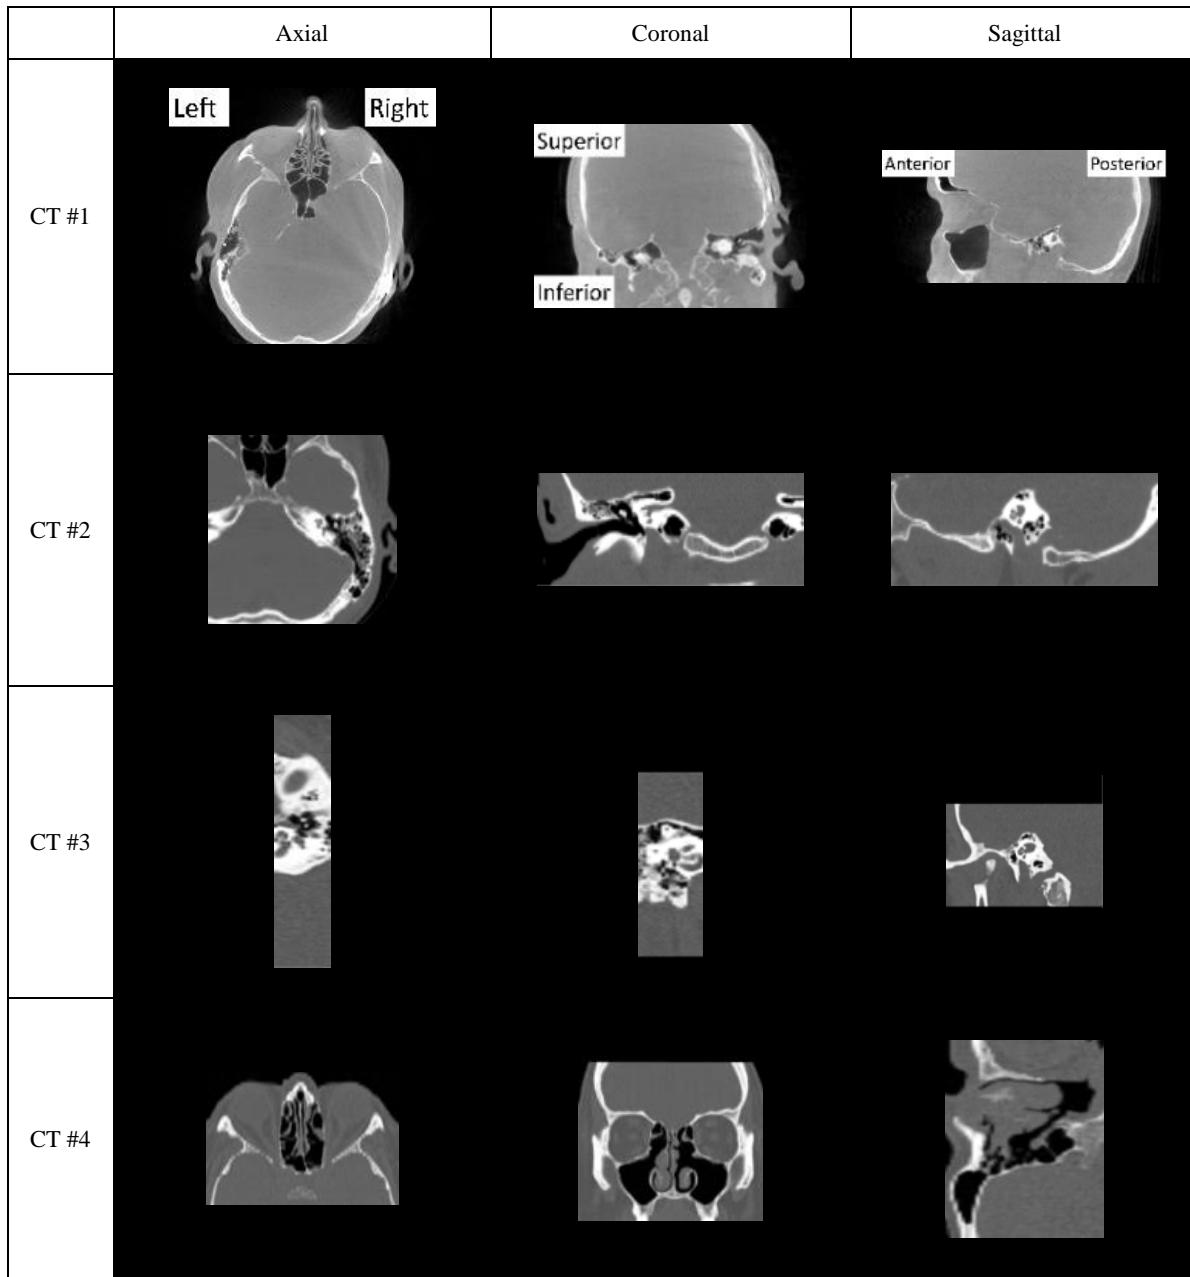 Axial Coronal Sagittal
CT #1
Left Right
Superior
Inferior
Anterior Posterior
CT #2
CT #3
CT #4